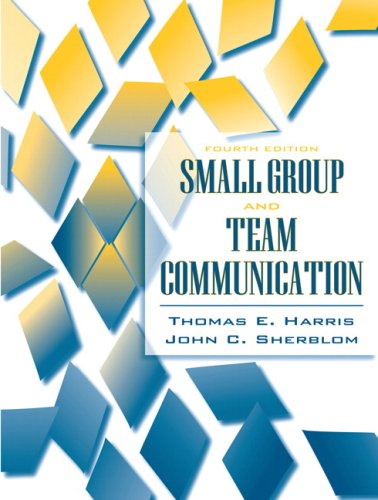 FOURTH EDITION
SMALL GROUP
AND
TEAM
COMMUNICATION
THOMAS E. HARRIS
JOHN C. SHERBLOM